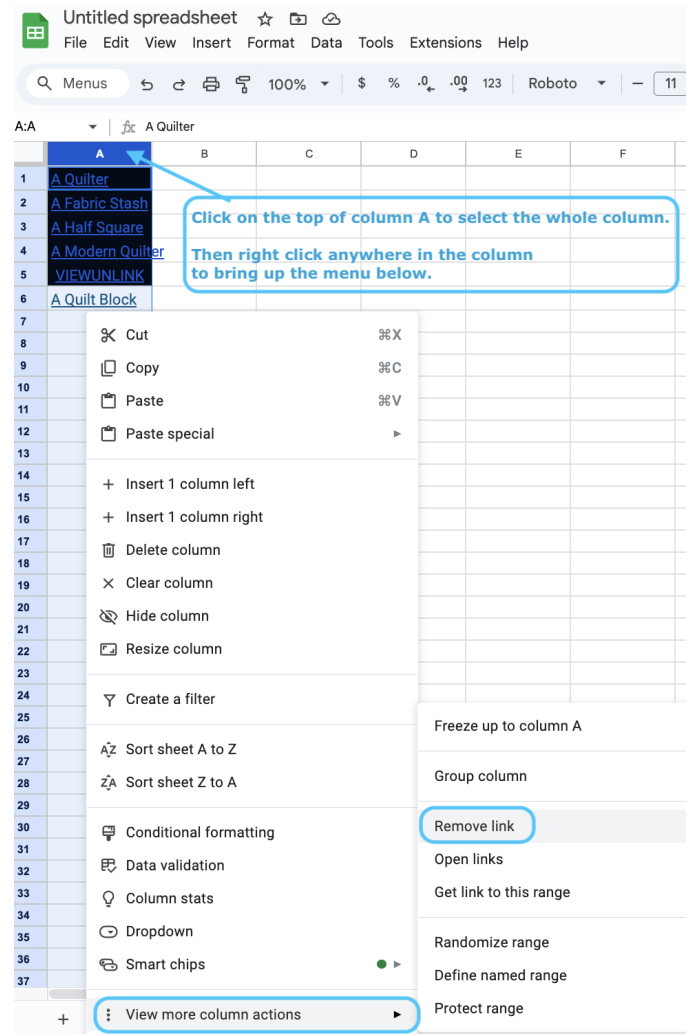 Untitled spreadsheet
File Edit View Insert Format Data Tools Extensions Help
Menus 100% $ % .0 .00 123 Roboto − 11
A:A fx A Quilter
A B C D E F
1 A Quilter
2 A Fabric Stash
3 A Half Square
4 A Modern Quilter
5 VIEWUNLINK
6 A Quilt Block
Click on the top of column A to select the whole column.
Then right click anywhere in the column
to bring up the menu below.
7
8
9
10
11
12
13
14
15
16
17
18
19
20
21
22
23
24
25
26
27
28
29
30
31
32
33
34
35
36
37
Cut ⌘X
Copy ⌘C
Paste ⌘V
Paste special
Insert 1 column left
Insert 1 column right
Delete column
Clear column
Hide column
Resize column
Create a filter
Sort sheet A to Z
Sort sheet Z to A
Conditional formatting
Data validation
Column stats
Dropdown
Smart chips
View more column actions
Freeze up to column A
Group column
Remove link
Open links
Get link to this range
Randomize range
Define named range
Protect range